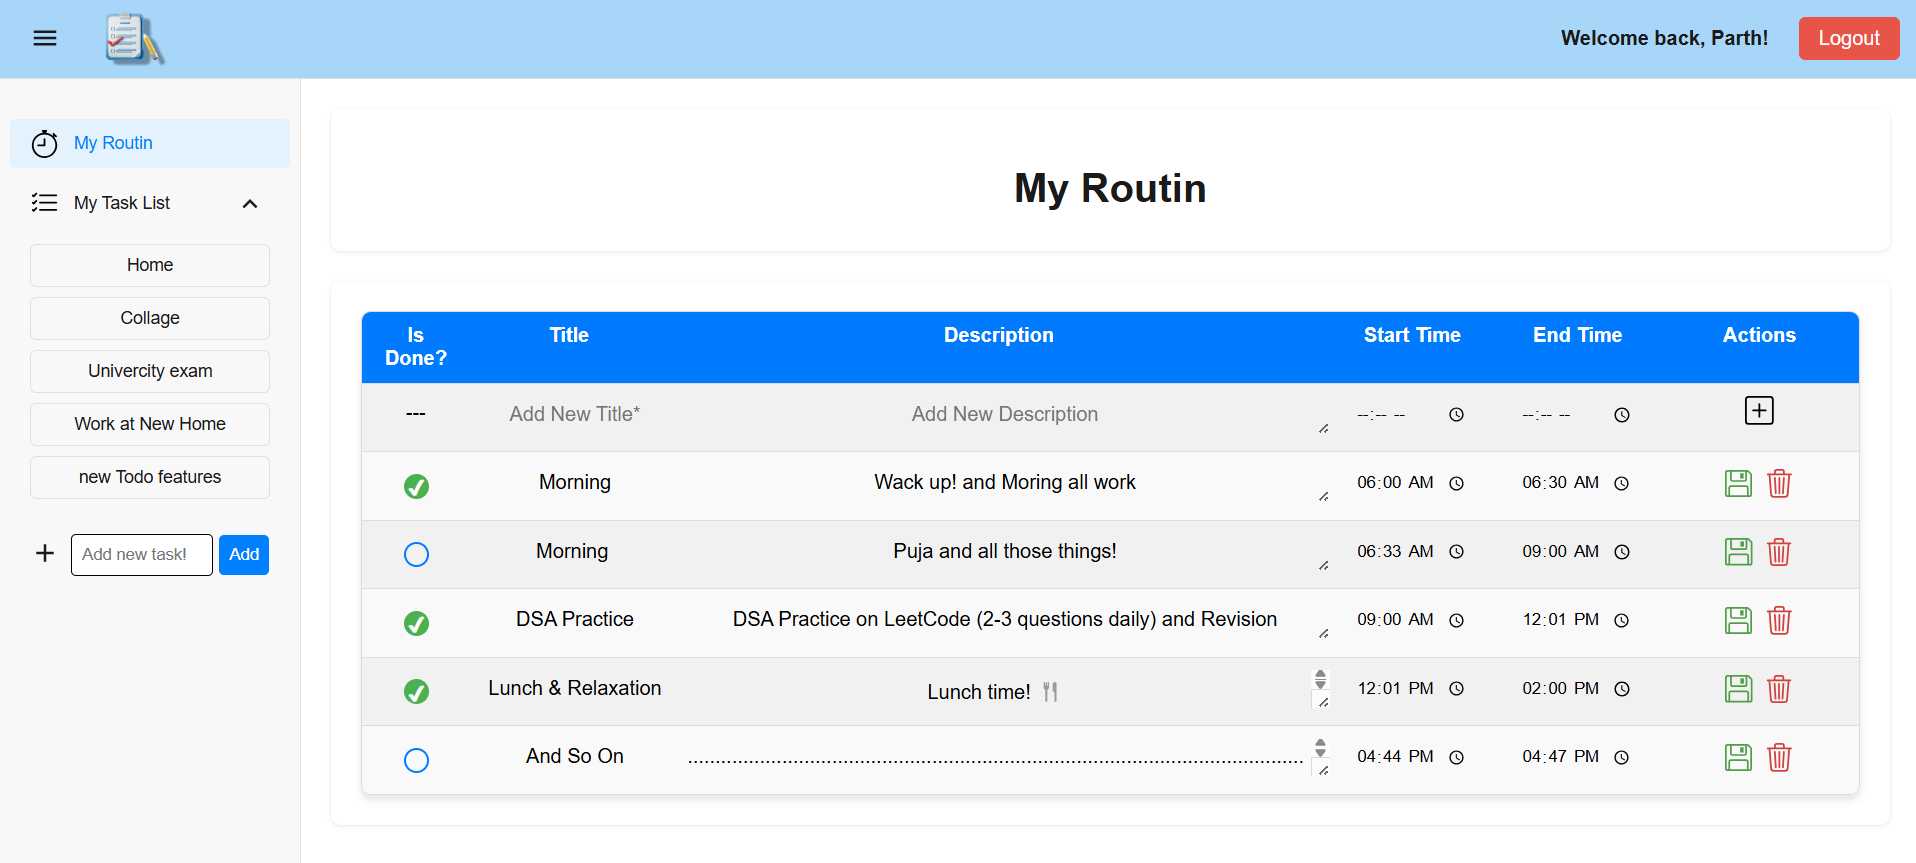 Welcome back, Parth!
Logout
My Routin
My Task List
Home
Collage
Univercity exam
Work at New Home
new Todo features
Add new task!
Add
My Routin
Is Done?
Title
Description
Start Time
End Time
Actions
---
Add New Title*
Add New Description
--:-- --
--:-- --
Morning
Wack up! and Moring all work
06:00 AM
06:30 AM
Morning
Puja and all those things!
06:33 AM
09:00 AM
DSA Practice
DSA Practice on LeetCode (2-3 questions daily) and Revision
09:00 AM
12:01 PM
Lunch & Relaxation
Lunch time! 🍴
12:01 PM
02:00 PM
And So On
................................................................................................................
04:44 PM
04:47 PM